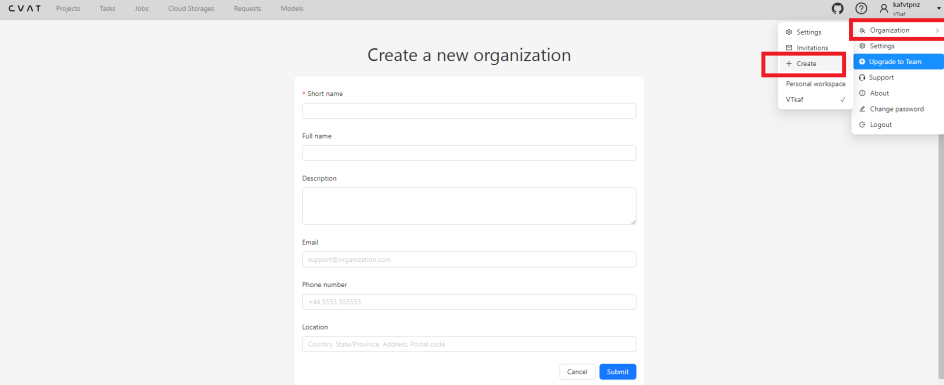 CVAT Projects Tasks Jobs Cloud Storages Requests Models
kafvtpnz
VTkaf
Organization
Settings
Upgrade to Team
Support
About
Change password
Logout
Settings
Invitations
Create
Personal workspace
VTkaf
Create a new organization
* Short name
Full name
Description
Email
support@organization.com
Phone number
+44 5555 555555
Location
Country, State/Province, Address, Postal code
Cancel Submit